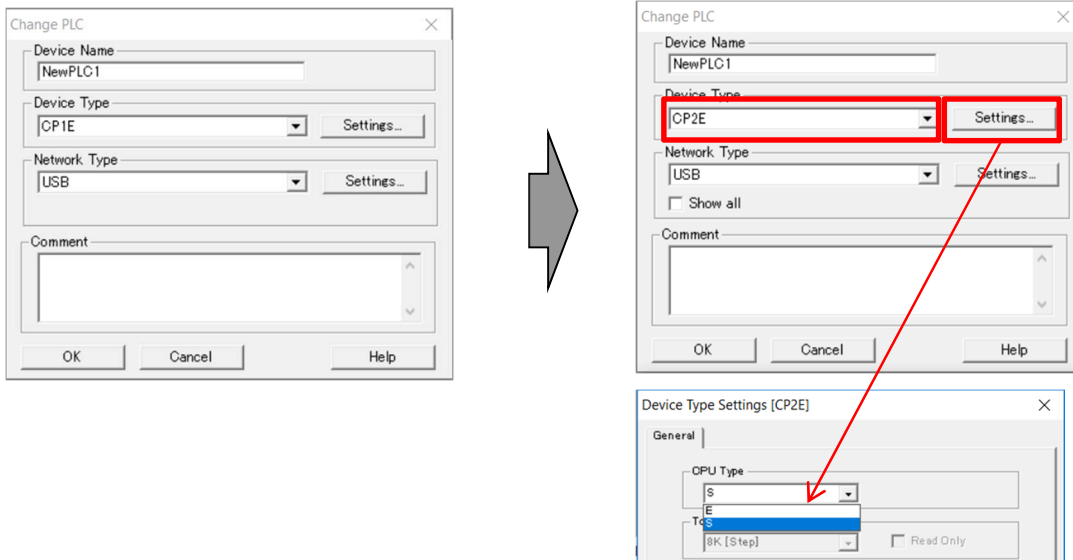 Change PLC
Device Name
NewPLC1
Device Type
CP1E
Settings...
Network Type
USB
Settings...
Comment
OK
Cancel
Help
Change PLC
Device Name
NewPLC1
Device Type
CP2E
Settings...
Network Type
USB
Settings...
Show all
Comment
OK
Cancel
Help
Device Type Settings [CP2E]
General
CPU Type
S
E
S
8K [Step]
Read Only